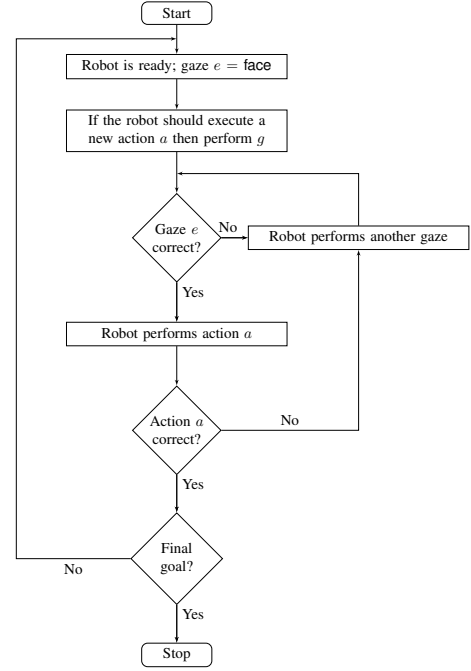 Start
Robot is ready; gaze e = face
If the robot should execute a
new action a then perform g
Gaze e
correct?
No
Robot performs another gaze
Yes
Robot performs action a
Action a
correct?
No
Yes
Final
goal?
No
Yes
Stop